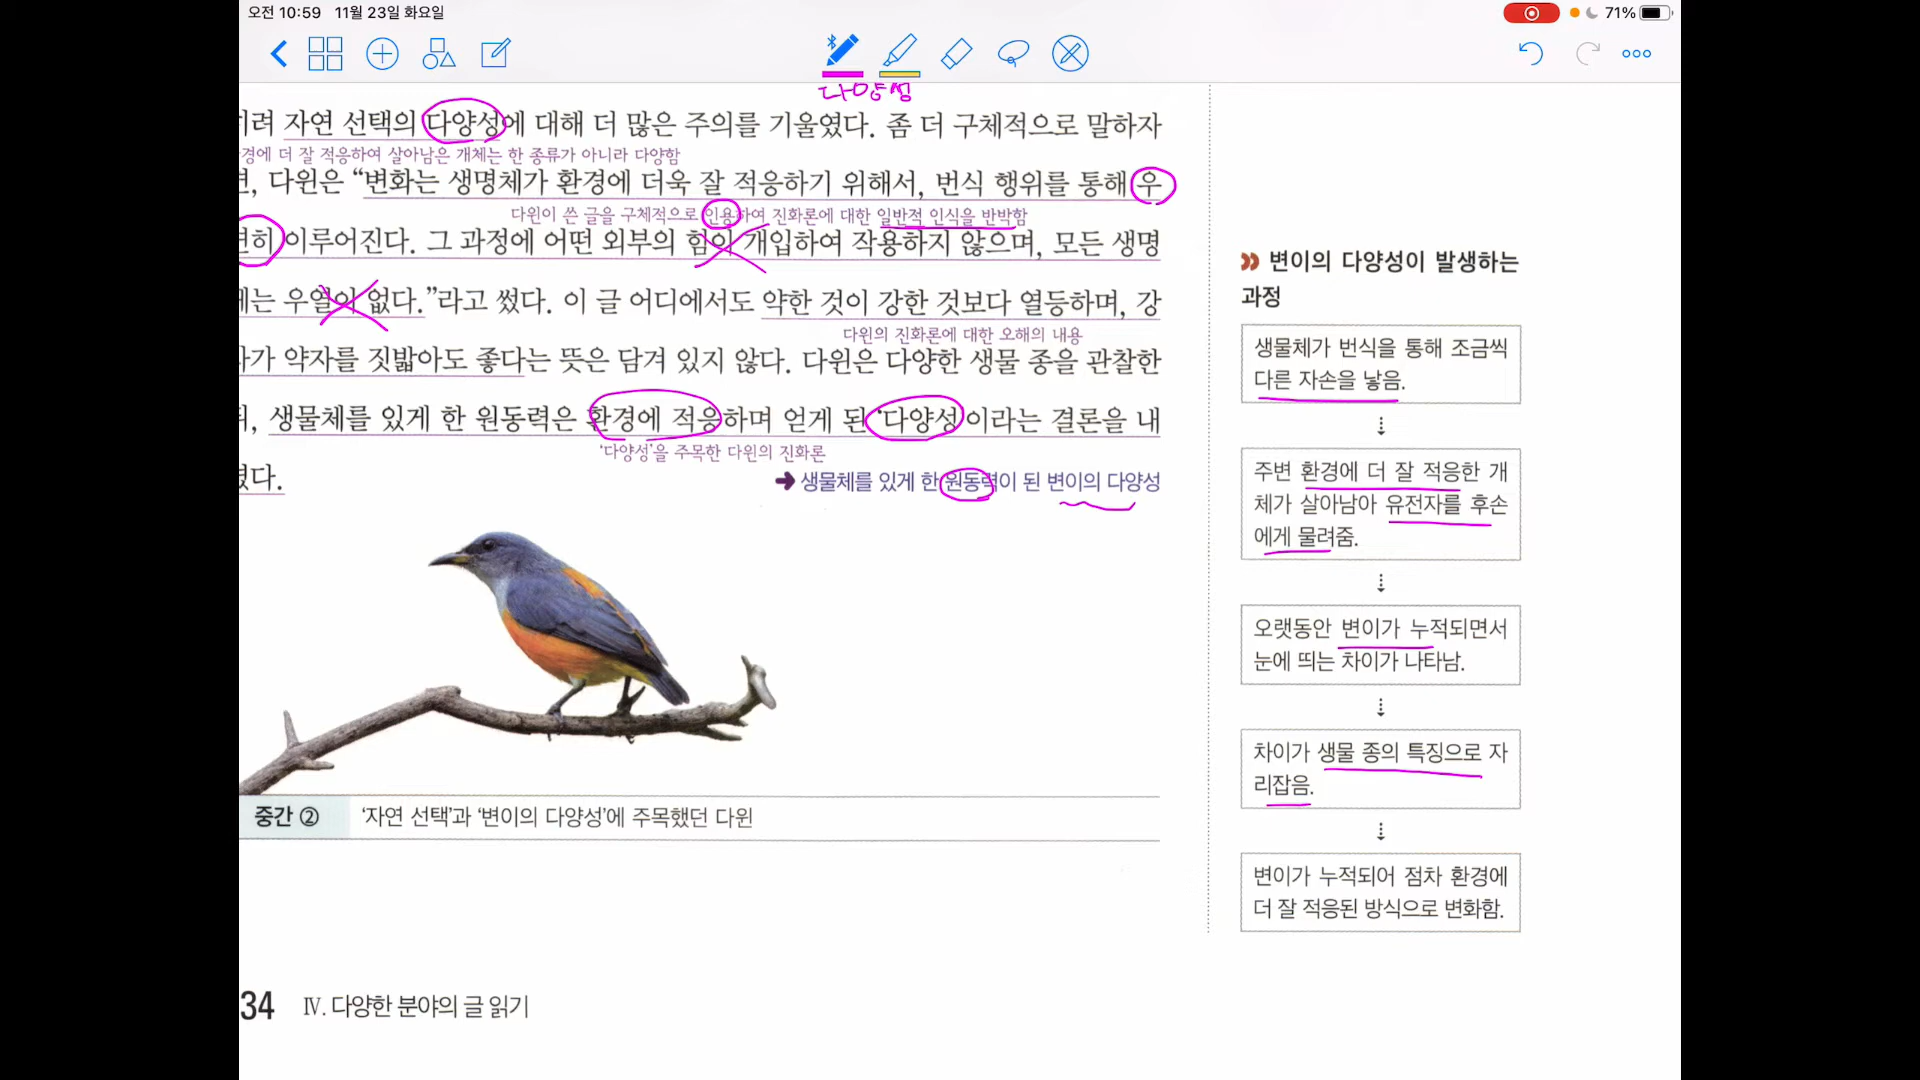 오전 10:59 11월 23일 화요일
71%
다양성
려 자연 선택의 다양성에 대해 더 많은 주의를 기울였다. 좀 더 구체적으로 말하자
경에 더 잘 적응하여 살아남은 개체는 한 종류가 아니라 다양함
면, 다윈은 “변화는 생명체가 환경에 더욱 잘 적응하기 위해서, 번식 행위를 통해 우
다윈이 쓴 글을 구체적으로 인용하여 진화론에 대한 일반적 인식을 반박함
연히 이루어진다. 그 과정에 어떤 외부의 힘이 개입하여 작용하지 않으며, 모든 생명
체는 우열이 없다.”라고 썼다. 이 글 어디에서도 약한 것이 강한 것보다 열등하며, 강
다윈의 진화론에 대한 오해의 내용
자가 약자를 짓밟아도 좋다는 뜻은 담겨 있지 않다. 다윈은 다양한 생물 종을 관찰한
뒤, 생물체를 있게 한 원동력은 환경에 적응하며 얻게 된 ‘다양성’이라는 결론을 내
‘다양성’을 주목한 다윈의 진화론
렸다.
➜ 생물체를 있게 한 원동력이 된 변이의 다양성
중간 ② ‘자연 선택’과 ‘변이의 다양성’에 주목했던 다윈
34 Ⅳ. 다양한 분야의 글 읽기
변이의 다양성이 발생하는
과정
생물체가 번식을 통해 조금씩
다른 자손을 낳음.
주변 환경에 더 잘 적응한 개
체가 살아남아 유전자를 후손
에게 물려줌.
오랫동안 변이가 누적되면서
눈에 띄는 차이가 나타남.
차이가 생물 종의 특징으로 자
리잡음.
변이가 누적되어 점차 환경에
더 잘 적응된 방식으로 변화함.